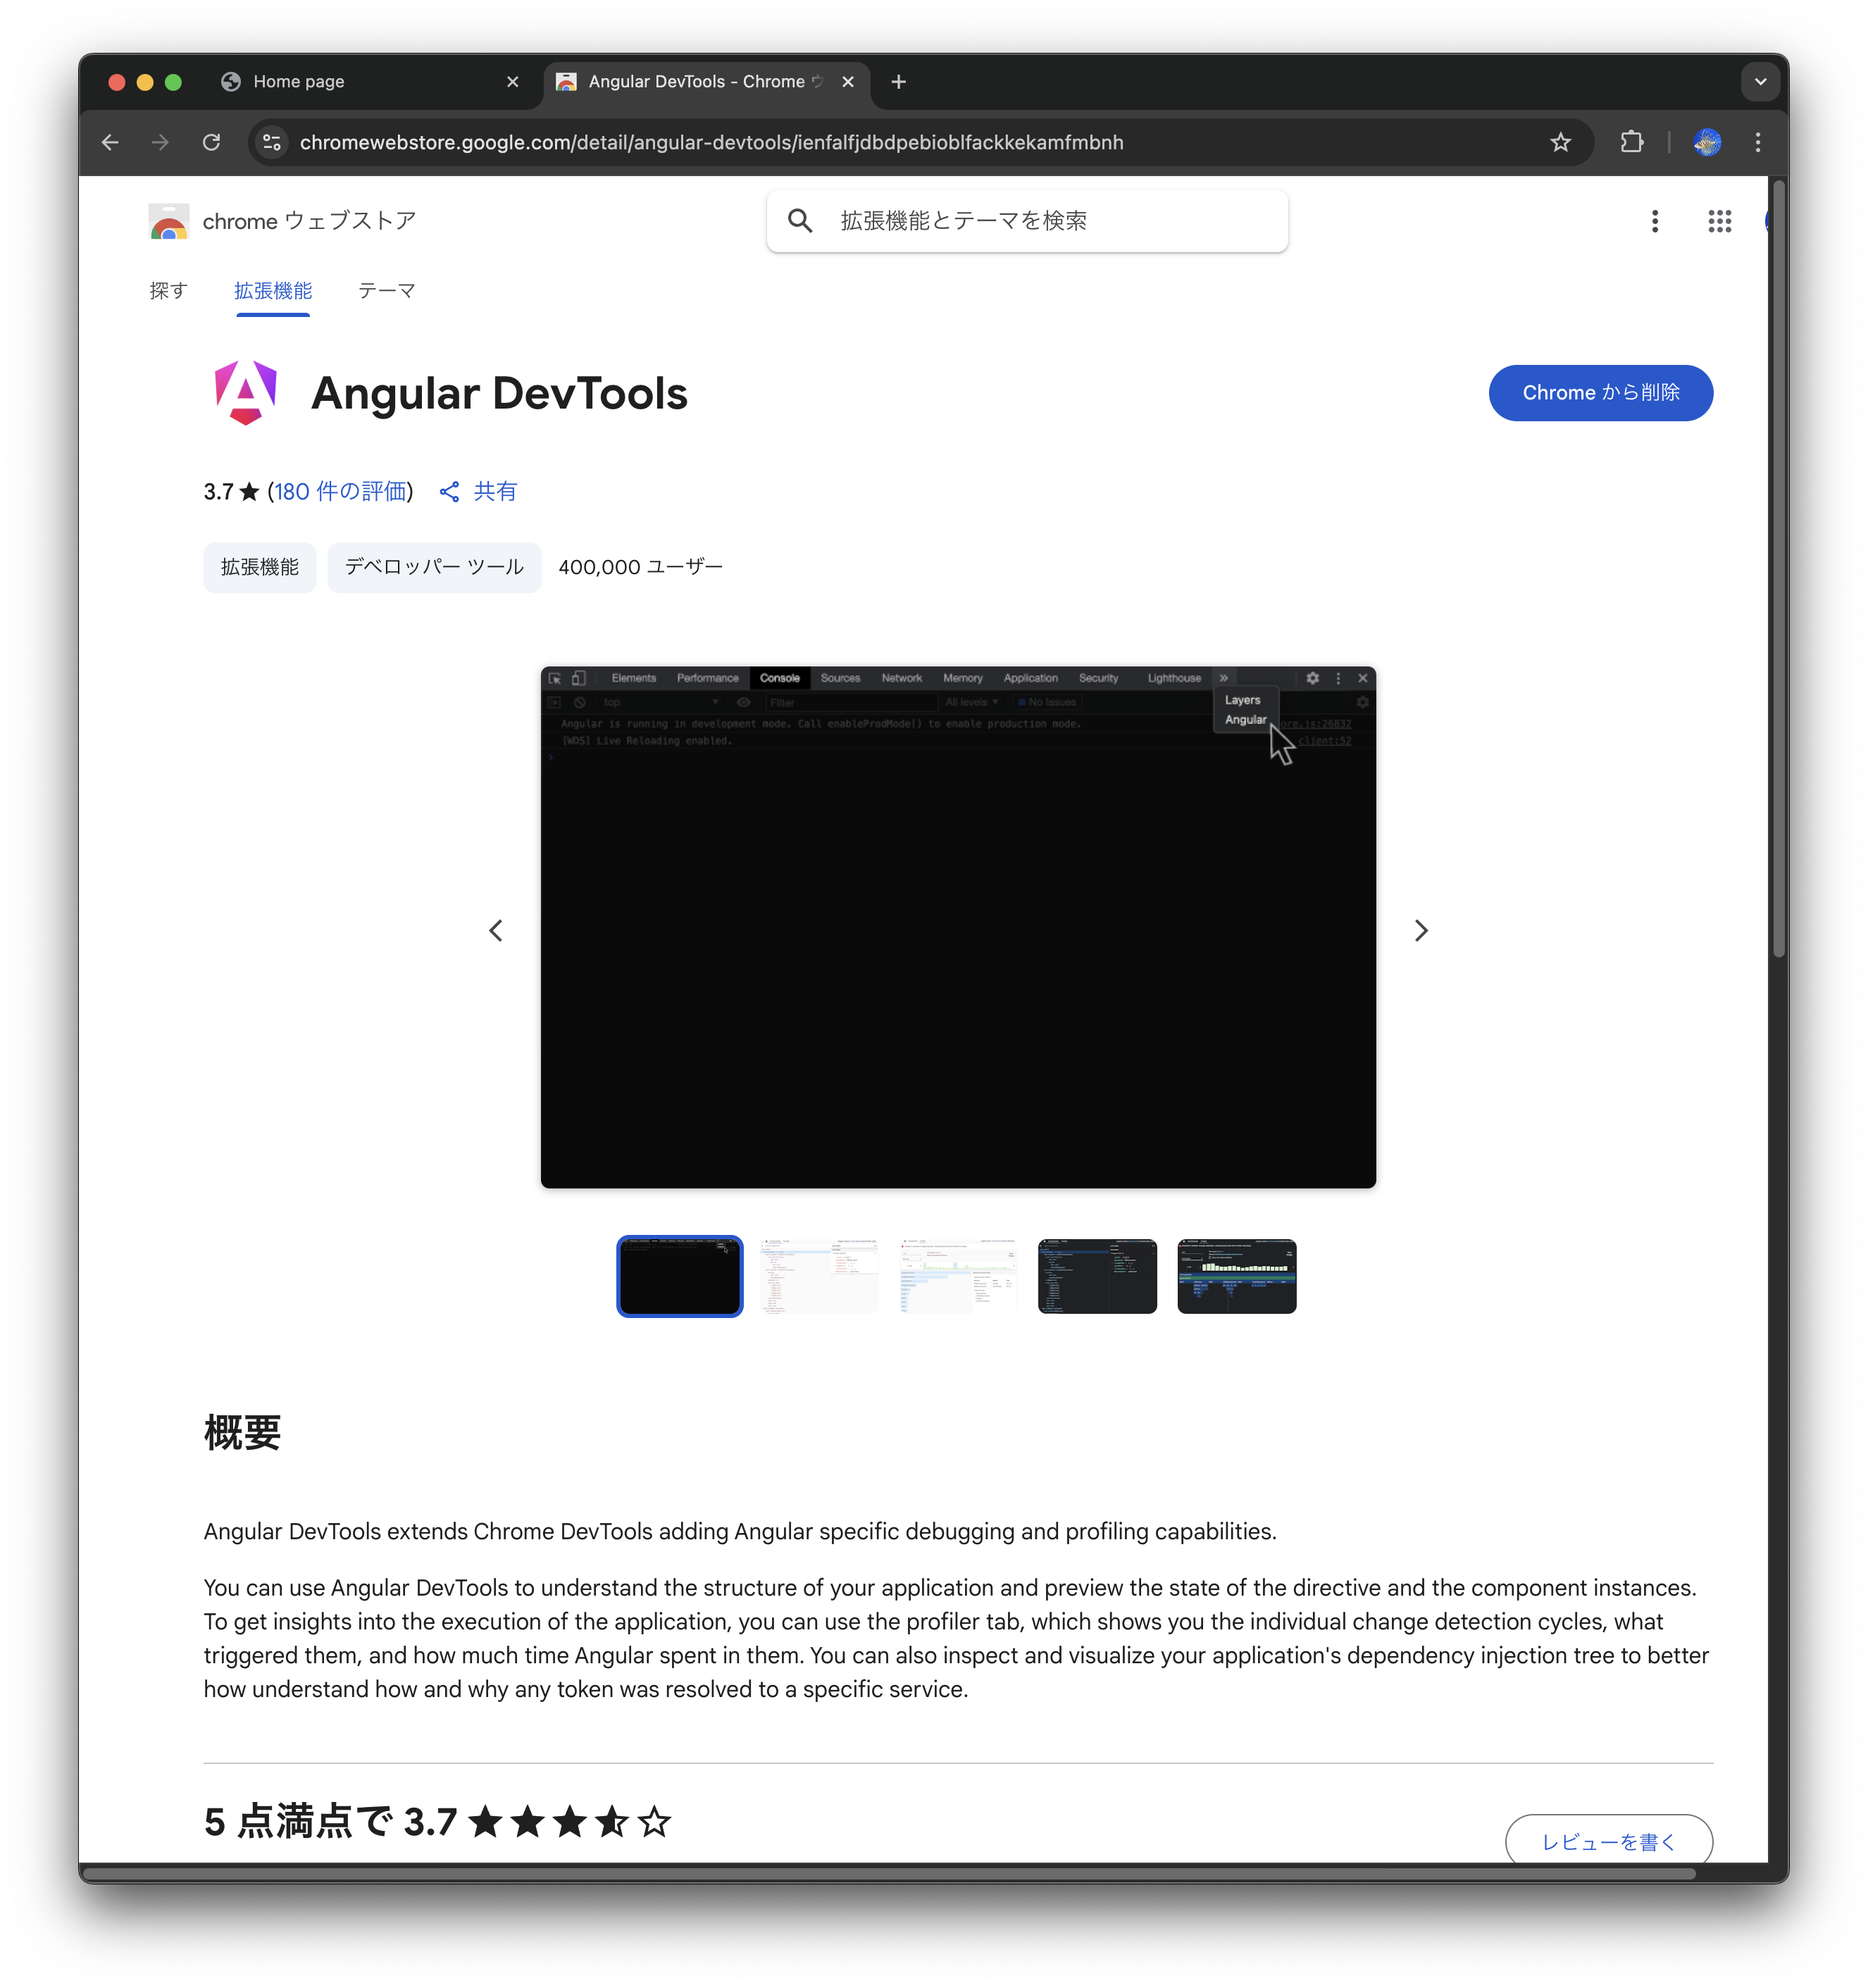 Home page
Angular DevTools - Chrome ウ
chromewebstore.google.com/detail/angular-devtools/ienfalfjdbdpebioblfackkekamfmbnh
chrome ウェブストア
拡張機能とテーマを検索
探す 拡張機能 テーマ
Angular DevTools
Chrome から削除
3.7 ★ (180 件の評価) 共有
拡張機能 デベロッパー ツール 400,000 ユーザー
Elements Performance Console Sources Network Memory Application Security Lighthouse »
top Filter All levels ▾ No Issues
Layers
Angular
Angular is running in development mode. Call enableProdMode() to enable production mode. ore.js:26832
[WDS] Live Reloading enabled. client:52
概要
Angular DevTools extends Chrome DevTools adding Angular specific debugging and profiling capabilities.
You can use Angular DevTools to understand the structure of your application and preview the state of the directive and the component instances.
To get insights into the execution of the application, you can use the profiler tab, which shows you the individual change detection cycles, what
triggered them, and how much time Angular spent in them. You can also inspect and visualize your application's dependency injection tree to better
how understand how and why any token was resolved to a specific service.
5 点満点で 3.7
レビューを書く